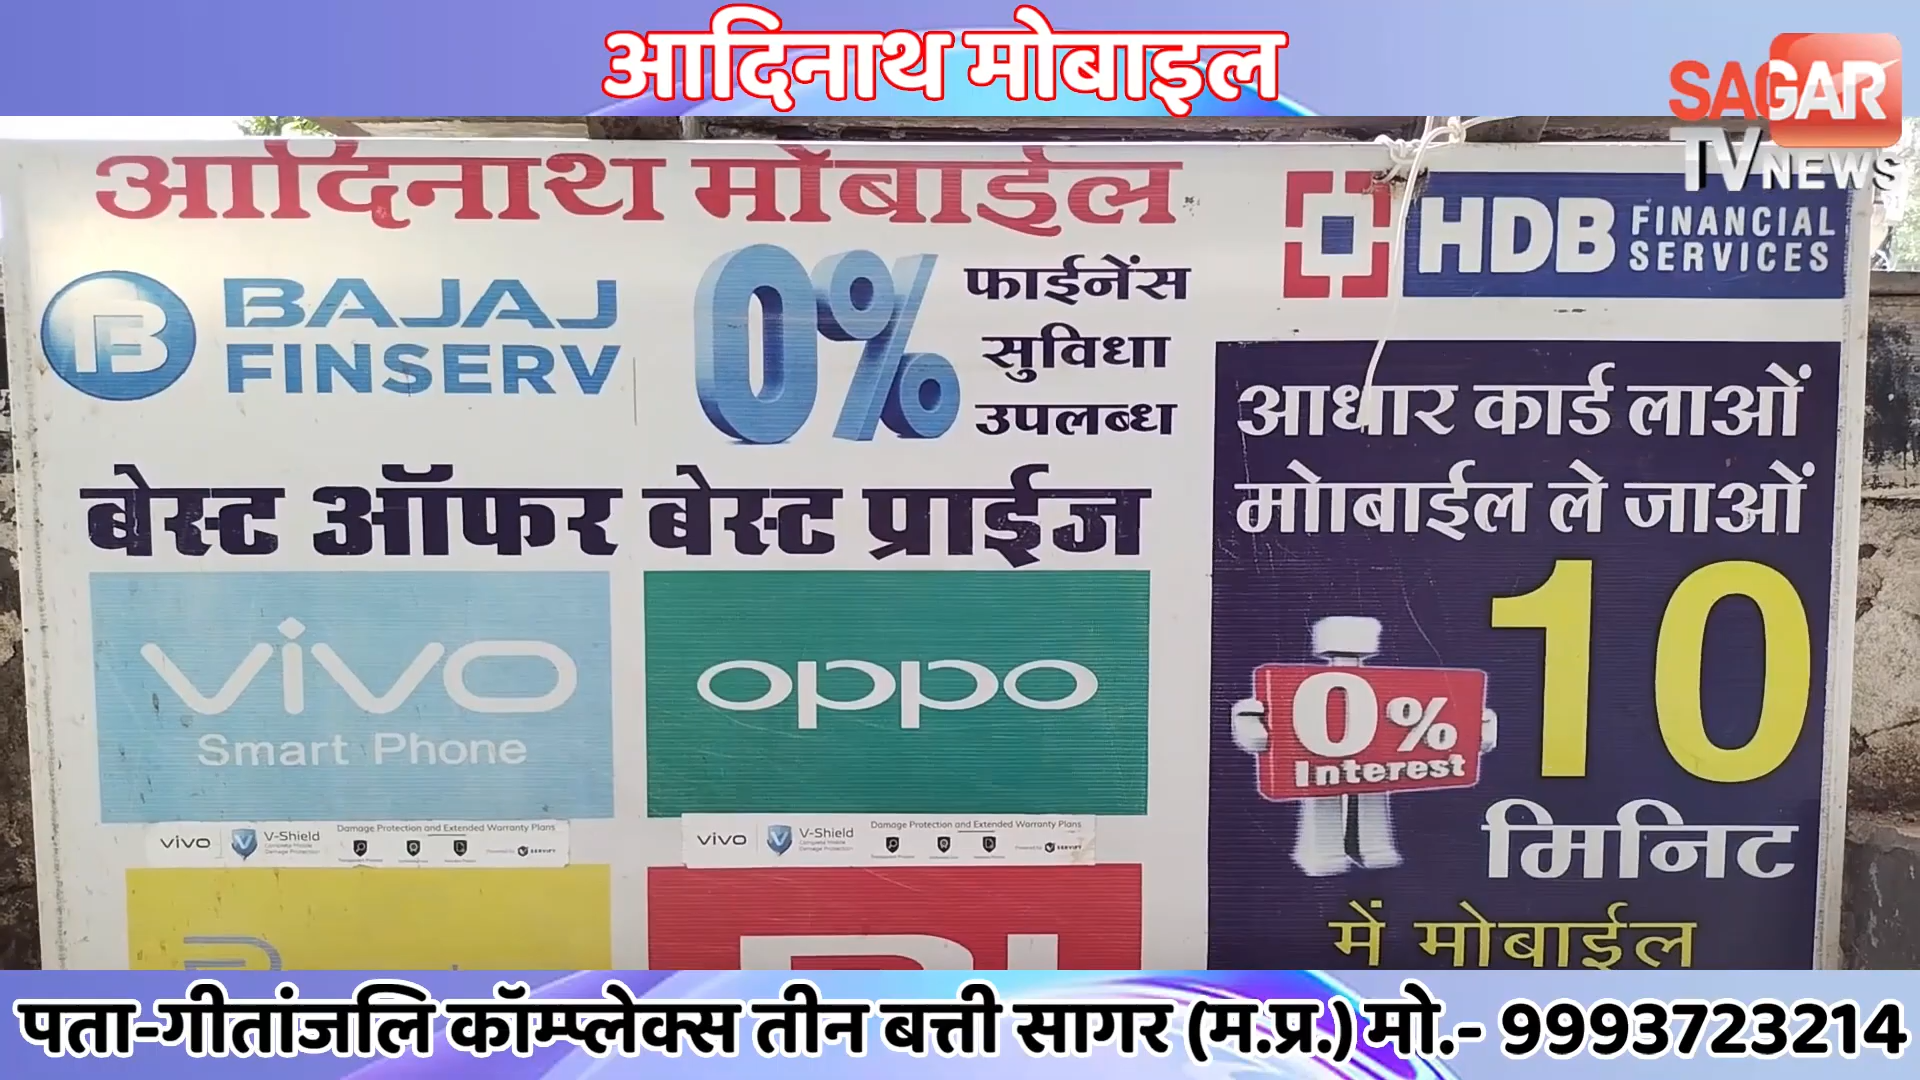 आदिनाथ मोबाइल
SAGAR
TV NEWS
आदिनाथ मोबाईल
HDB FINANCIAL SERVICES
BAJAJ
FINSERV
0%
फाईनेंस
सुविधा
उपलब्ध
बेस्ट ऑफर बेस्ट प्राईज
आधार कार्ड लाओं
मोाबाईल ले जाओं
10
मिनिट
में मोबाईल
0%
Interest
vivo
Smart Phone
oppo
vivo V-Shield Damage Protection and Extended Warranty Plans
vivo V-Shield Damage Protection and Extended Warranty Plans
पता-गीतांजलि कॉम्प्लेक्स तीन बत्ती सागर (म.प्र.) मो.- 9993723214